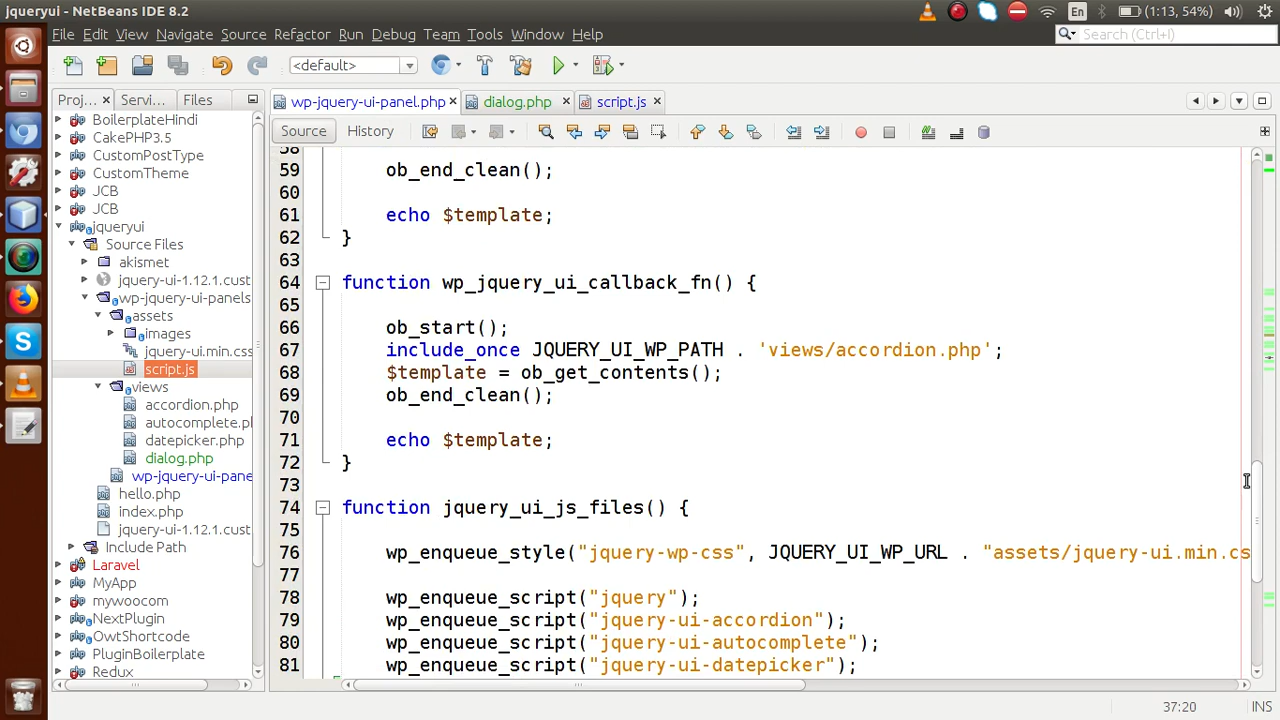 jqueryui - NetBeans IDE 8.2
En
(1:13, 54%)
File Edit View Navigate Source Refactor Run Debug Team Tools Window Help
Search (Ctrl+I)
<default>
Proj...
Servi...
Files
wp-jquery-ui-panel.php
dialog.php
script.js
Source
History
BoilerplateHindi
CakePHP3.5
CustomPostType
CustomTheme
JCB
JCB
jqueryui
Source Files
akismet
jquery-ui-1.12.1.cust
wp-jquery-ui-panels
assets
images
jquery-ui.min.css
script.js
views
accordion.php
autocomplete.p
datepicker.php
dialog.php
wp-jquery-ui-pane
hello.php
index.php
jquery-ui-1.12.1.cust
Include Path
Laravel
MyApp
mywoocom
NextPlugin
OwtShortcode
PluginBoilerplate
Redux
58
59 ob_end_clean();
60
61 echo $template;
62 }
63
64 function wp_jquery_ui_callback_fn() {
65
66 ob_start();
67 include_once JQUERY_UI_WP_PATH . 'views/accordion.php';
68 $template = ob_get_contents();
69 ob_end_clean();
70
71 echo $template;
72 }
73
74 function jquery_ui_js_files() {
75
76 wp_enqueue_style("jquery-wp-css", JQUERY_UI_WP_URL . "assets/jquery-ui.min.cs
77
78 wp_enqueue_script("jquery");
79 wp_enqueue_script("jquery-ui-accordion");
80 wp_enqueue_script("jquery-ui-autocomplete");
81 wp_enqueue_script("jquery-ui-datepicker");
37:20
INS